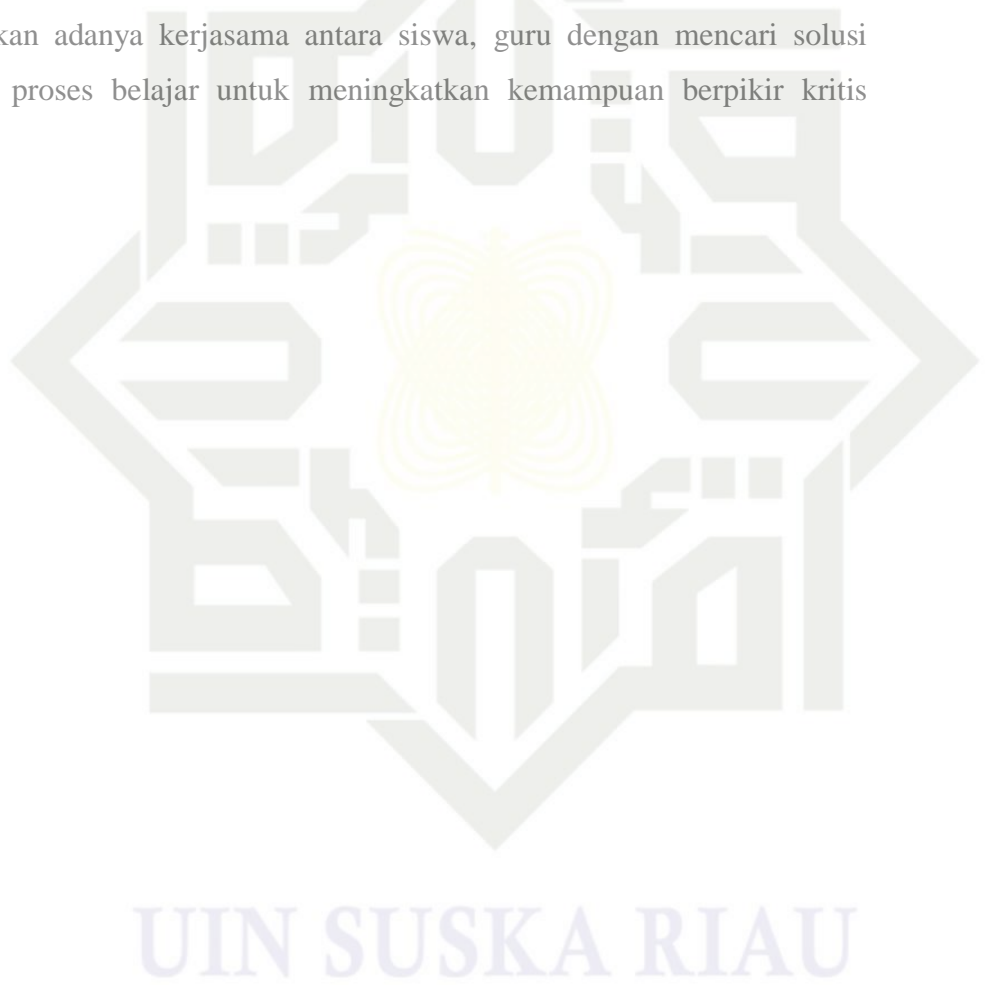 kan adanya kerjasama antara siswa, guru dengan mencari solusi
proses belajar untuk meningkatkan kemampuan berpikir kritis
UIN SUSKA RIAU